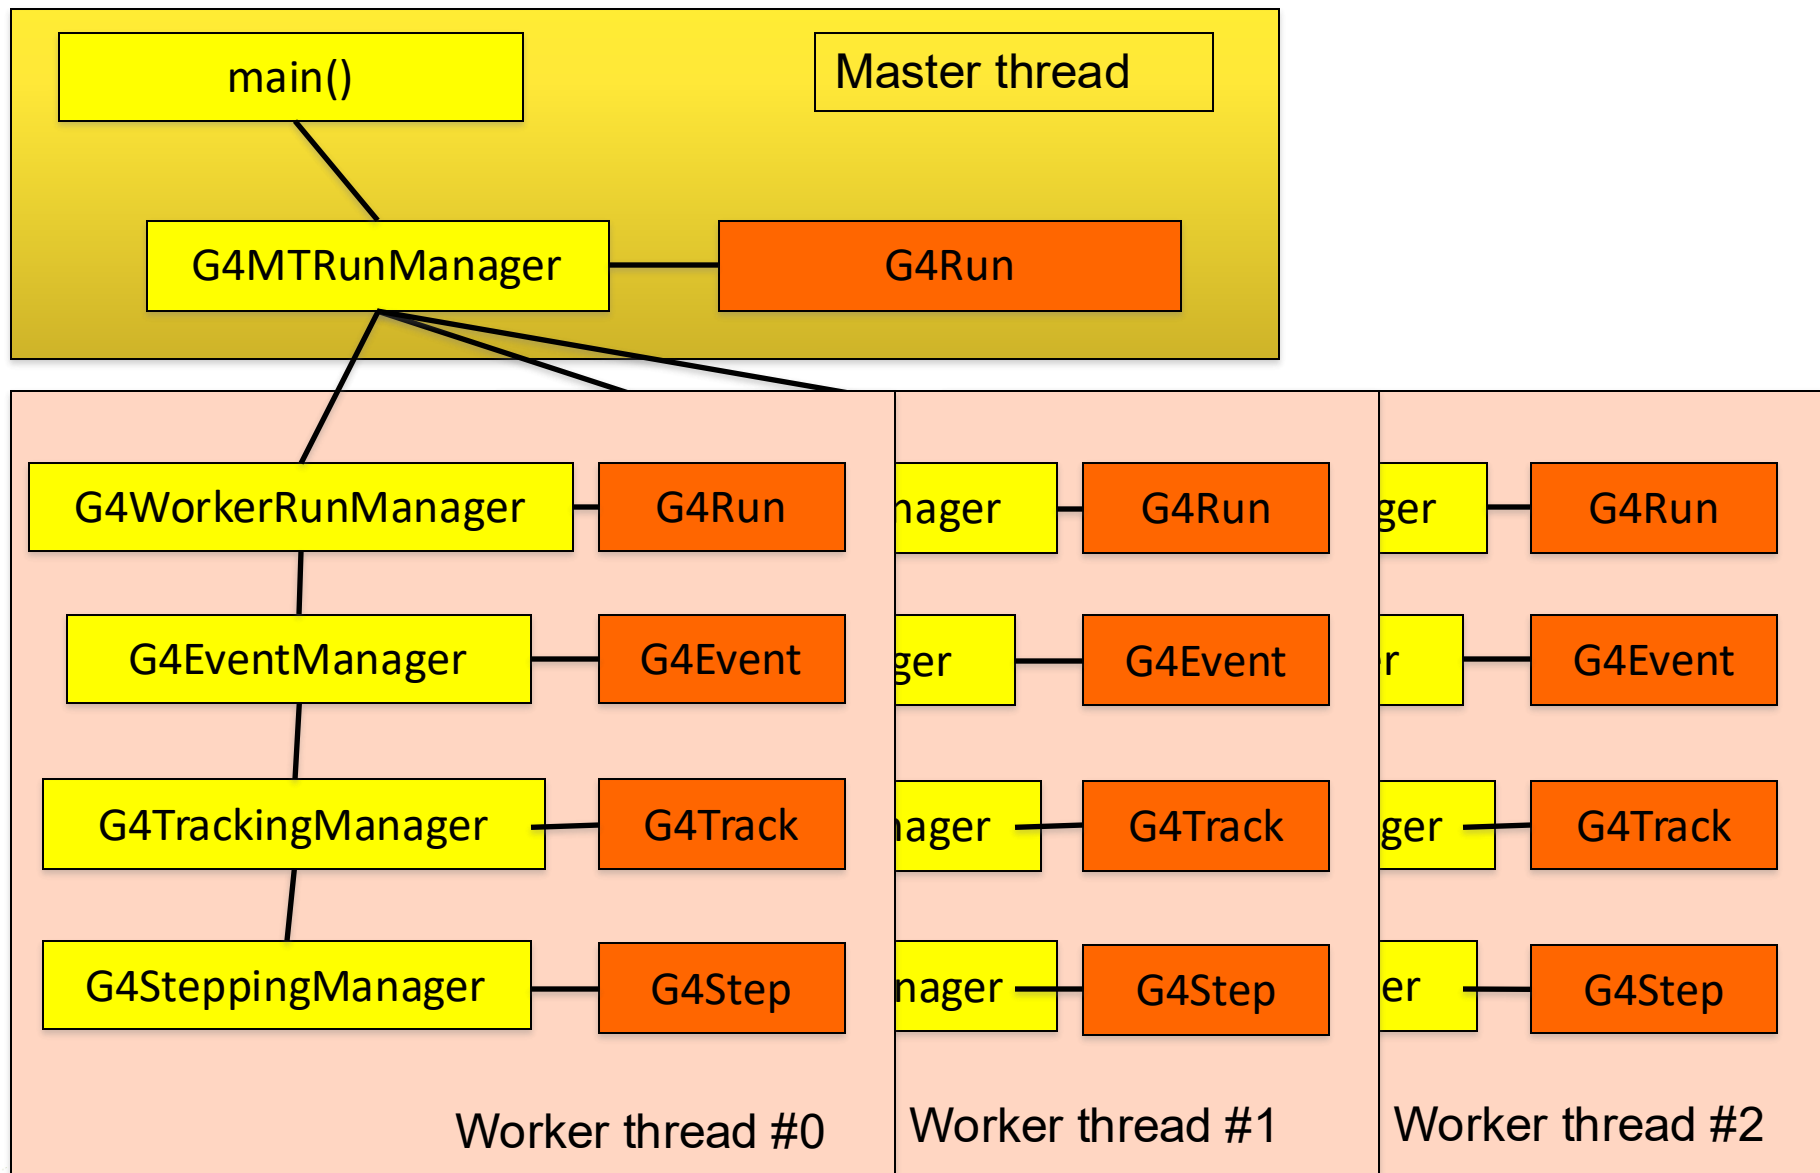 main()
Master thread
G4MTRunManager
G4Run
G4WorkerRunManager
G4Run
nager
G4Run
ger
G4Run
G4EventManager
G4Event
ger
G4Event
r
G4Event
G4TrackingManager
G4Track
nager
G4Track
ger
G4Track
G4SteppingManager
G4Step
nager
G4Step
er
G4Step
Worker thread #0
Worker thread #1
Worker thread #2